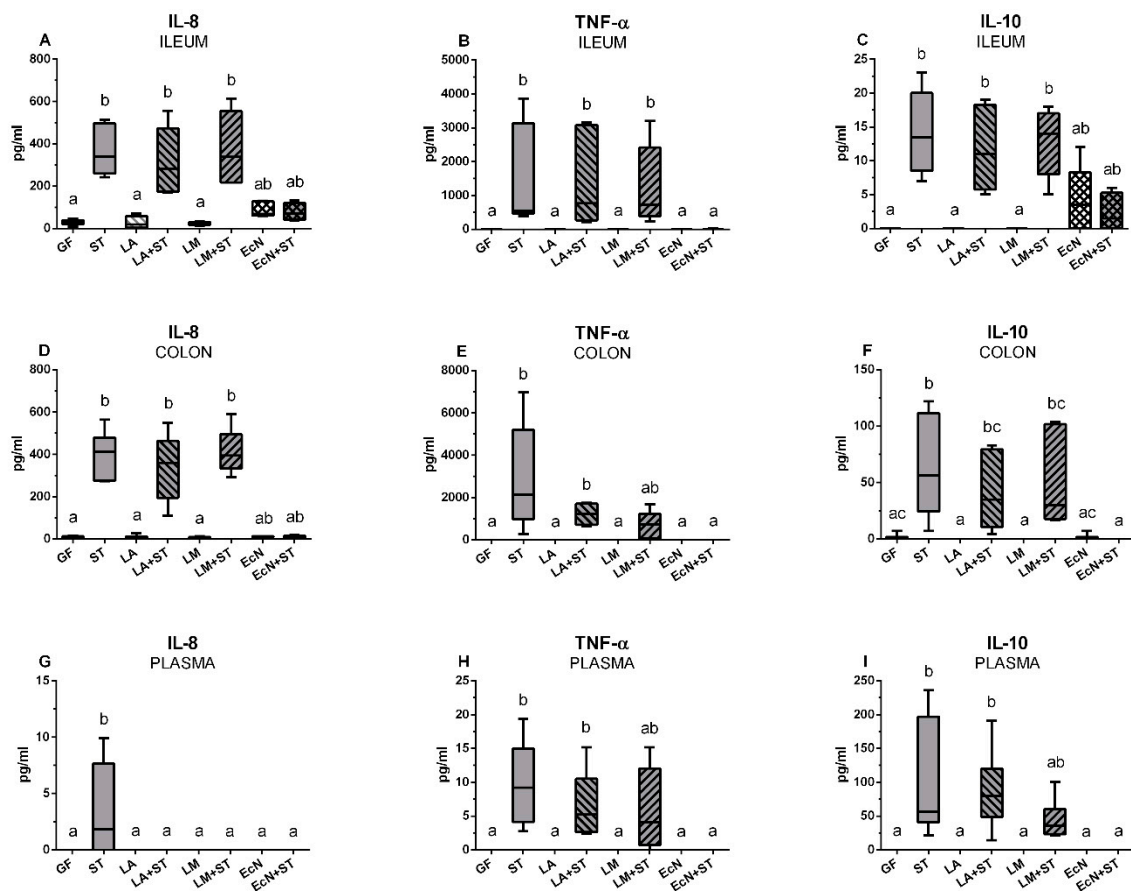 IL-8
A ILEUM
800
600
400
200
0
pg/ml
a b a b a b ab ab
GF ST LA LA+ST LM LM+ST EcN EcN+ST
TNF-α
B ILEUM
5000
4000
3000
2000
1000
0
pg/ml
a b a b a b a a
GF ST LA LA+ST LM LM+ST EcN EcN+ST
IL-10
C ILEUM
25
20
15
10
5
0
pg/ml
a b a b a b ab ab
GF ST LA LA+ST LM LM+ST EcN EcN+ST
IL-8
D COLON
800
600
400
200
0
pg/ml
a b a b a b ab ab
GF ST LA LA+ST LM LM+ST EcN EcN+ST
TNF-α
E COLON
8000
6000
4000
2000
0
pg/ml
a b a b a ab a a
GF ST LA LA+ST LM LM+ST EcN EcN+ST
IL-10
F COLON
150
100
50
0
pg/ml
ac b a bc a bc ac a
GF ST LA LA+ST LM LM+ST EcN EcN+ST
IL-8
G PLASMA
15
10
5
0
pg/ml
a b a a a a a a
GF ST LA LA+ST LM LM+ST EcN EcN+ST
TNF-α
H PLASMA
25
20
15
10
5
0
pg/ml
a b a b a ab a a
GF ST LA LA+ST LM LM+ST EcN EcN+ST
IL-10
I PLASMA
250
200
150
100
50
0
pg/ml
a b a b a ab a a
GF ST LA LA+ST LM LM+ST EcN EcN+ST